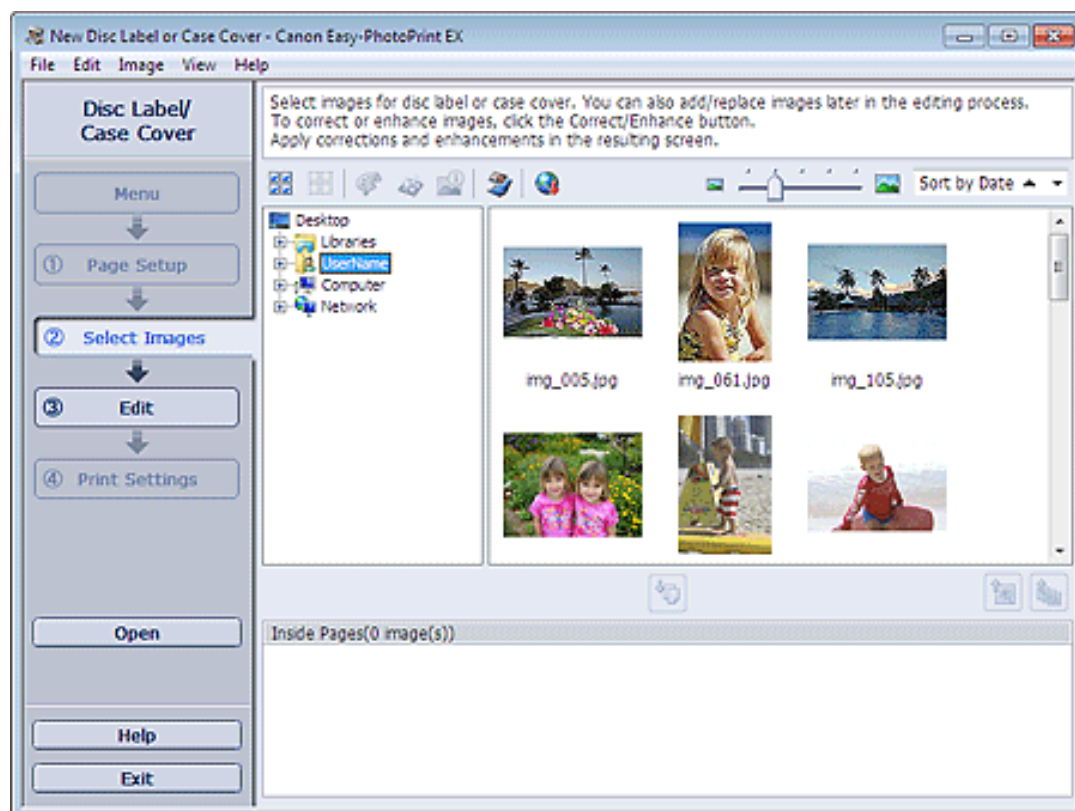 New Disc Label or Case Cover - Canon Easy-PhotoPrint EX
File Edit Image View Help
Disc Label/
Case Cover
Select images for disc label or case cover. You can also add/replace images later in the editing process.
To correct or enhance images, click the Correct/Enhance button.
Apply corrections and enhancements in the resulting screen.
Menu
① Page Setup
② Select Images
③ Edit
④ Print Settings
Open
Help
Exit
Sort by Date
Desktop
Libraries
UserName
Computer
Network
img_005.jpg img_061.jpg img_105.jpg
Inside Pages(0 image(s))